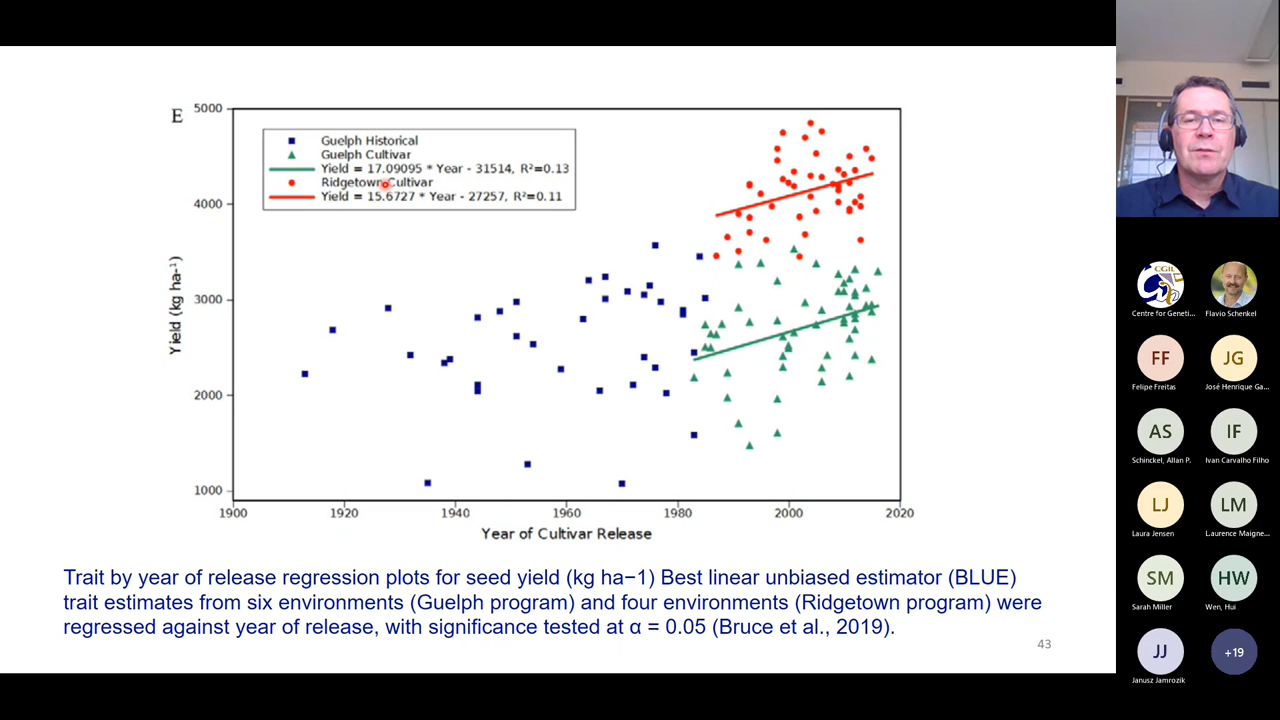 E
5000
4000
3000
2000
1000
Yield (kg ha⁻¹)
Guelph Historical
Guelph Cultivar
Yield = 17.09095 * Year - 31514, R²=0.13
Ridgetown Cultivar
Yield = 15.6727 * Year - 27257, R²=0.11
1900 1920 1940 1960 1980 2000 2020
Year of Cultivar Release
Trait by year of release regression plots for seed yield (kg ha−1) Best linear unbiased estimator (BLUE)
trait estimates from six environments (Guelph program) and four environments (Ridgetown program) were
regressed against year of release, with significance tested at α = 0.05 (Bruce et al., 2019).
43
CGIL
Centre for Geneti...
Flavio Schenkel
FF
Felipe Freitas
JG
José Henrique Ga...
AS
Schinckel, Allan P.
IF
Ivan Carvalho Filho
LJ
Laura Jensen
LM
Laurence Maigne...
SM
Sarah Miller
HW
Wen, Hui
JJ
Janusz Jamrozik
+19